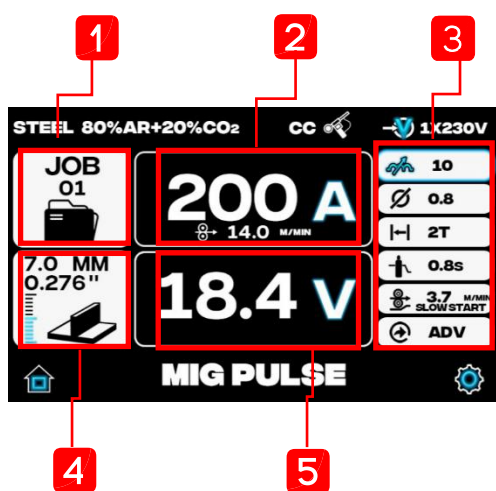 1
2
3
STEEL 80%AR+20%CO₂ CC 1X230V
JOB
01
200 A
14.0 M/MIN
10
0.8
2T
0.8s
3.7 M/MIN
SLOW START
ADV
7.0 MM
0.276"
18.4 V
MIG PULSE
4
5